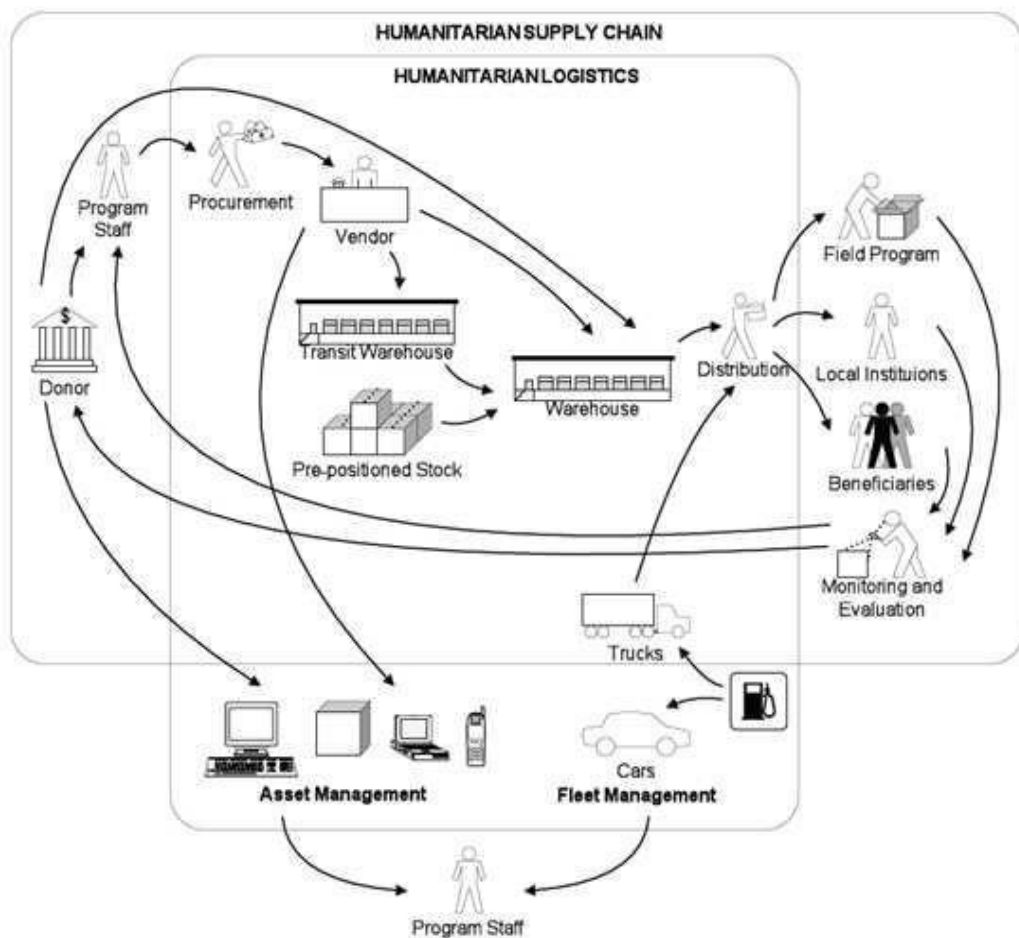 HUMANITARIAN SUPPLY CHAIN
HUMANITARIAN LOGISTICS
Program
Staff
Procurement
Vendor
Field Program
$
Donor
Transit Warehouse
Warehouse
Distribution
Local Instituions
Pre-positioned Stock
Beneficiaries
Monitoring and
Evaluation
Trucks
Cars
Asset Management
Fleet Management
Program Staff